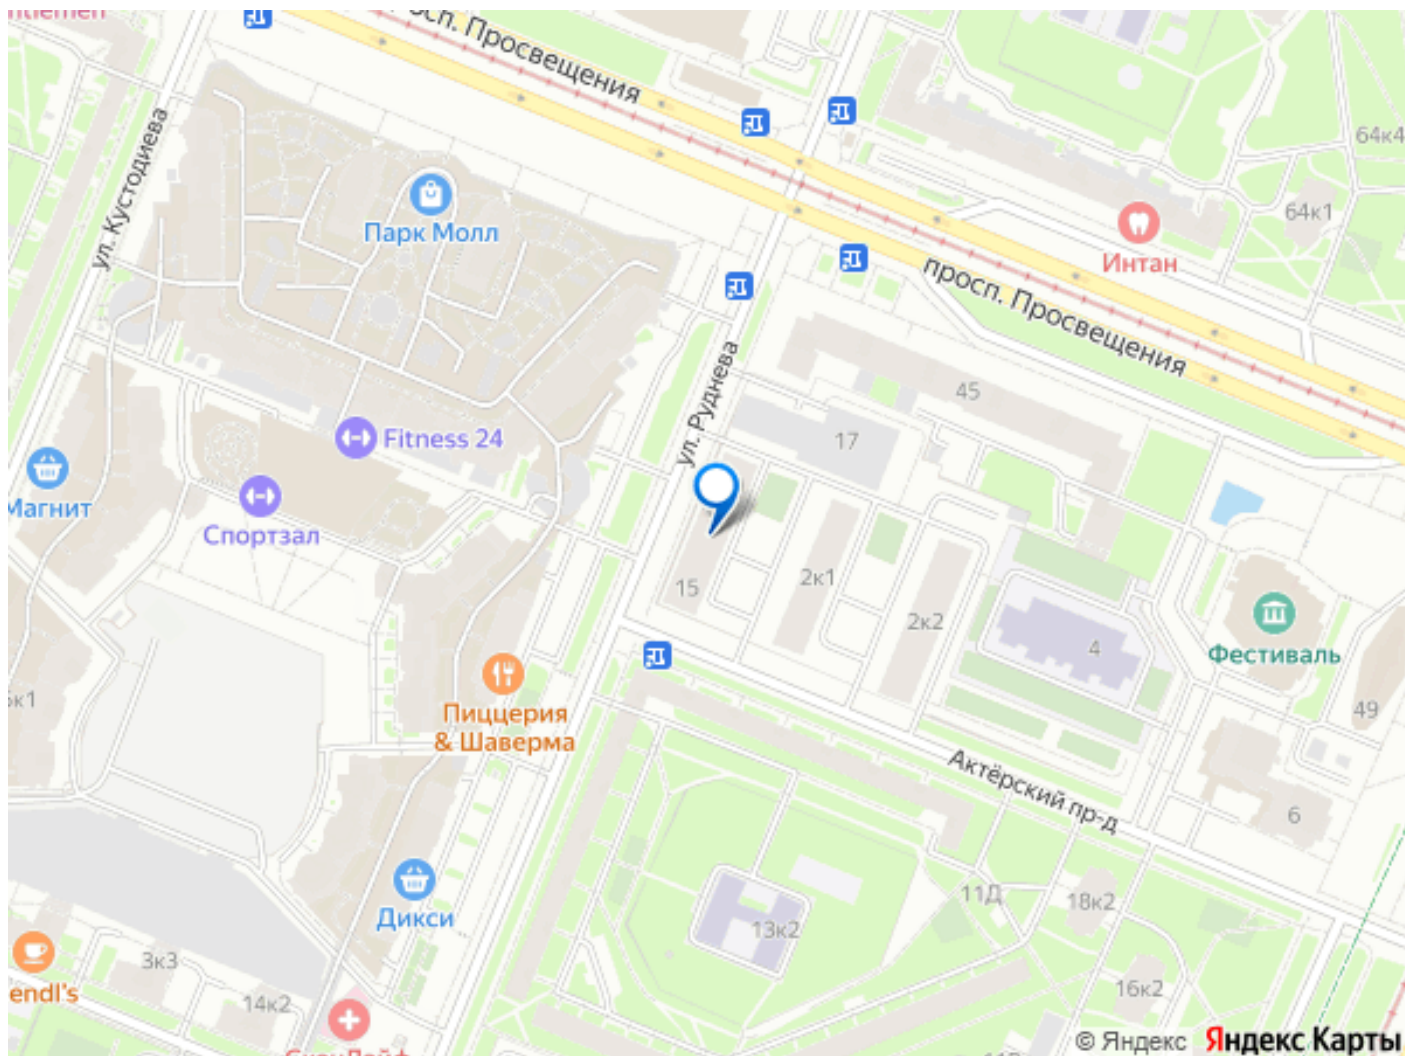 просп. Просвещения
ул. Кустодиева
64к4
64к1
Парк Молл
Интан
просп. Просвещения
ул. Руднева
45
17
Fitness 24
Магнит
Спортзал
15
2к1
2к2
4
Фестиваль
49
Пиццерия
& Шаверма
Актёрский пр-д
6
Дикси
11Д
18к2
13к2
3к3
14к2
16к2
© Яндекс Яндекс Карты